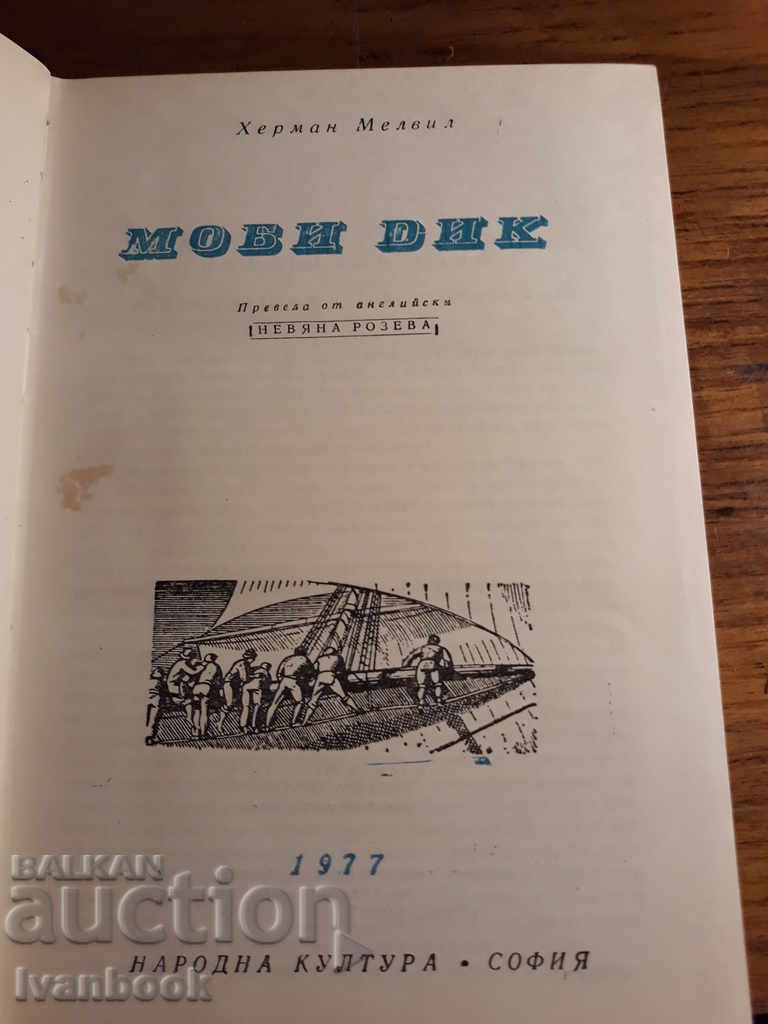 Херман Мелвил
МОБИ ДИК
Превела от английски
НЕВЯНА РОЗЕВА
1977
НАРОДНА КУЛТУРА • СОФИЯ
BALKAN
auction
Ivanbook